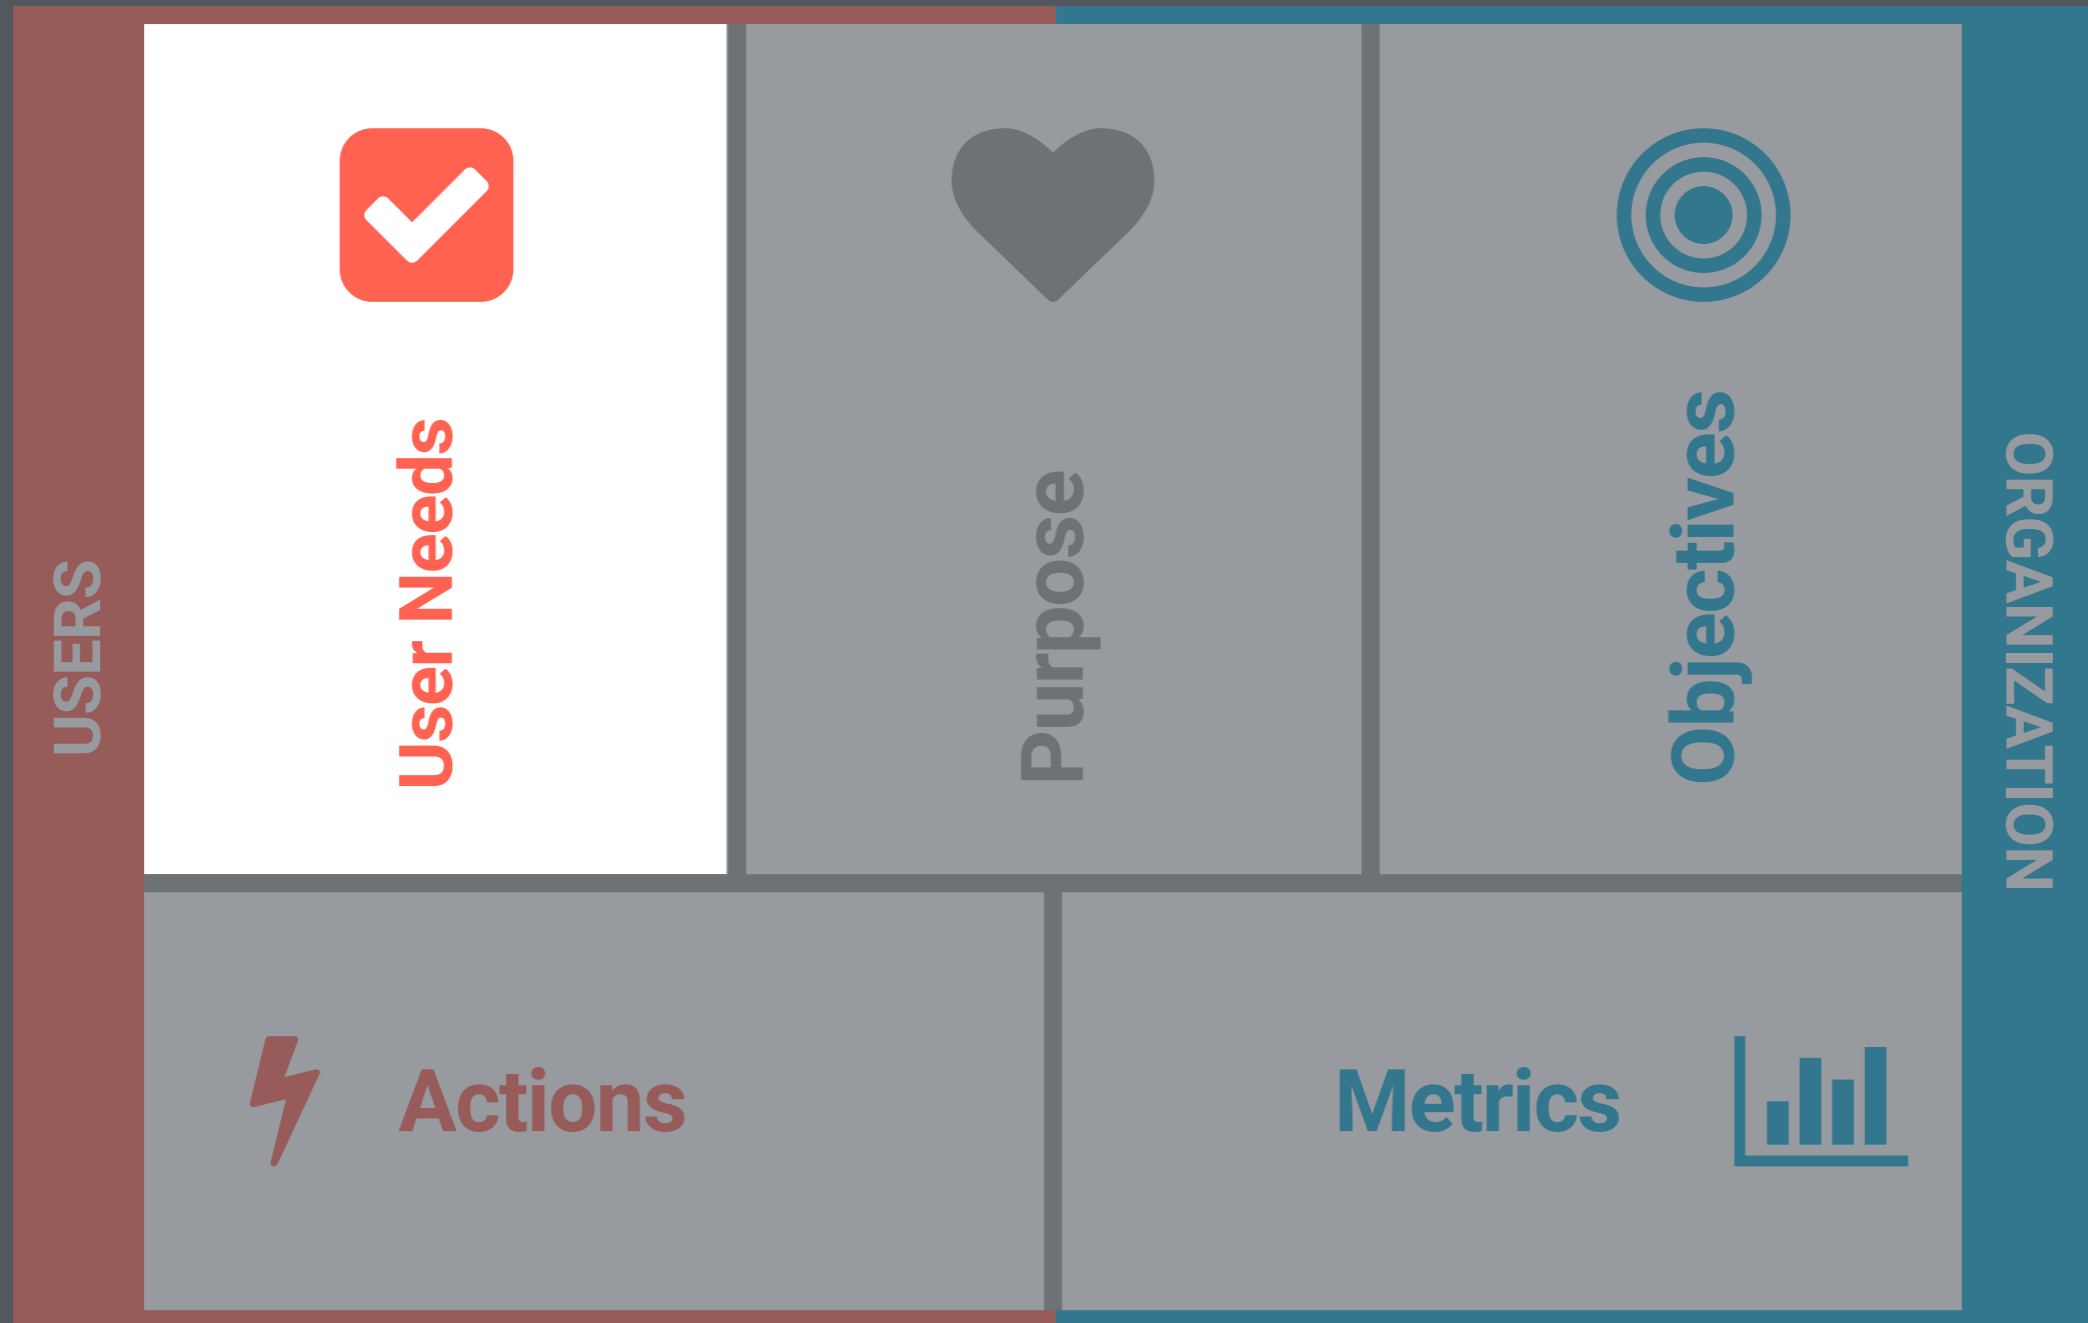 USERS
User Needs
Purpose
Objectives
ORGANIZATION
Actions
Metrics